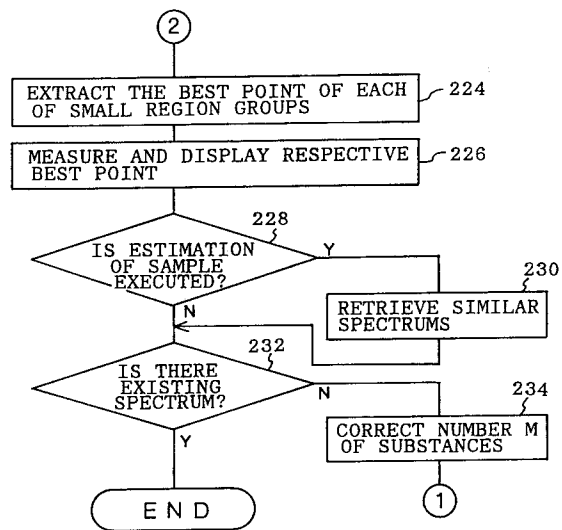 2
EXTRACT THE BEST POINT OF EACH
OF SMALL REGION GROUPS
224
MEASURE AND DISPLAY RESPECTIVE
BEST POINT
226
228
IS ESTIMATION
OF SAMPLE
EXECUTED?
Y
N
230
RETRIEVE SIMILAR
SPECTRUMS
232
IS THERE
EXISTING
SPECTRUM?
N
Y
234
CORRECT NUMBER M
OF SUBSTANCES
1
END